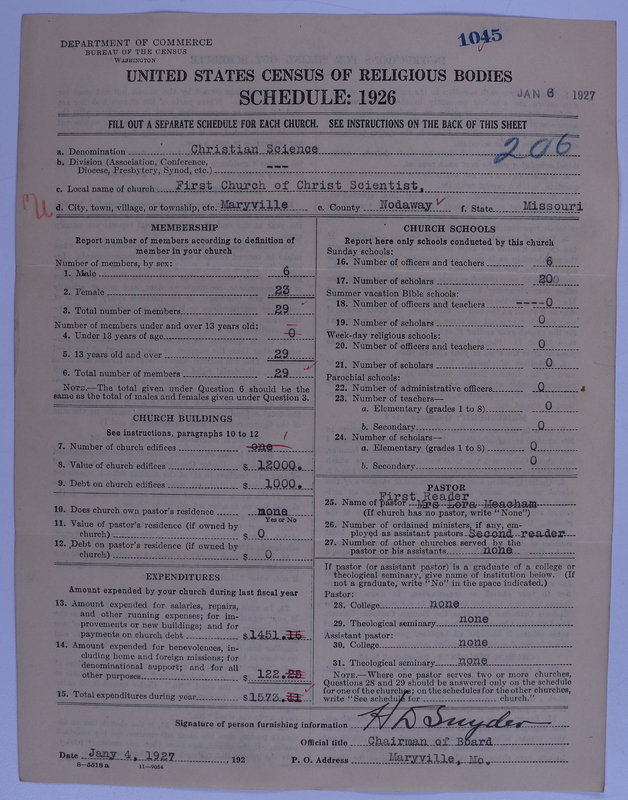 1045
DEPARTMENT OF COMMERCE
BUREAU OF THE CENSUS
WASHINGTON
UNITED STATES CENSUS OF RELIGIOUS BODIES
SCHEDULE: 1926
JAN 6 1927
FILL OUT A SEPARATE SCHEDULE FOR EACH CHURCH. SEE INSTRUCTIONS ON THE BACK OF THIS SHEET
206
a. Denomination Christian Science
b. Division (Association, Conference,
Diocese, Presbytery, Synod, etc.) ---
c. Local name of church First Church of Christ Scientist,
d. City, town, village, or township, etc. Maryville e. County Nodaway f. State Missouri
MEMBERSHIP
Report number of members according to definition of
member in your church
Number of members, by sex:
1. Male 6
2. Female 23
3. Total number of members 29
Number of members under and over 13 years old:
4. Under 13 years of age 0
5. 13 years old and over 29
6. Total number of members 29
NOTE.—The total given under Question 6 should be the
same as the total of males and females given under Question 3.
CHURCH BUILDINGS
See instructions, paragraphs 10 to 12
7. Number of church edifices one 1
8. Value of church edifices $ 12000.
9. Debt on church edifices $ 1000.
10. Does church own pastor's residence none
Yes or No
11. Value of pastor's residence (if owned by
church) $ 0
12. Debt on pastor's residence (if owned by
church) $ 0
EXPENDITURES
Amount expended by your church during last fiscal year
13. Amount expended for salaries, repairs,
and other running expenses; for im-
provements or new buildings; and for
payments on church debt $ 1451.16
14. Amount expended for benevolences, in-
cluding home and foreign missions; for
denominational support; and for all
other purposes $ 122.25
15. Total expenditures during year $ 1573.41
CHURCH SCHOOLS
Report here only schools conducted by this church
Sunday schools:
16. Number of officers and teachers 6
17. Number of scholars 20
Summer vacation Bible schools:
18. Number of officers and teachers ----0
19. Number of scholars 0
Week-day religious schools:
20. Number of officers and teachers 0
21. Number of scholars 0
Parochial schools:
22. Number of administrative officers 0
23. Number of teachers—
a. Elementary (grades 1 to 8) 0
b. Secondary 0
24. Number of scholars—
a. Elementary (grades 1 to 8) 0
b. Secondary 0
PASTOR
First Reader
25. Name of pastor Mrs Lora Meacham
(If church has no pastor, write "None")
26. Number of ordained ministers, if any, em-
ployed as assistant pastors Second reader
27. Number of other churches served by the
pastor or his assistants none
If pastor (or assistant pastor) is a graduate of a college or
theological seminary, give name of institution below. (If
not a graduate, write "No" in the space indicated.)
Pastor:
28. College none
29. Theological seminary none
Assistant pastor:
30. College none
31. Theological seminary none
NOTE.—Where one pastor serves two or more churches,
Questions 28 and 29 should be answered only on the schedule
for one of the churches; on the schedules for the other churches,
write "See schedule for church."
Signature of person furnishing information H D Snyder
Official title Chairman of Board
Date Jany 4, 1927, 192 P. O. Address Maryville, Mo.
8-5518a 11-9054